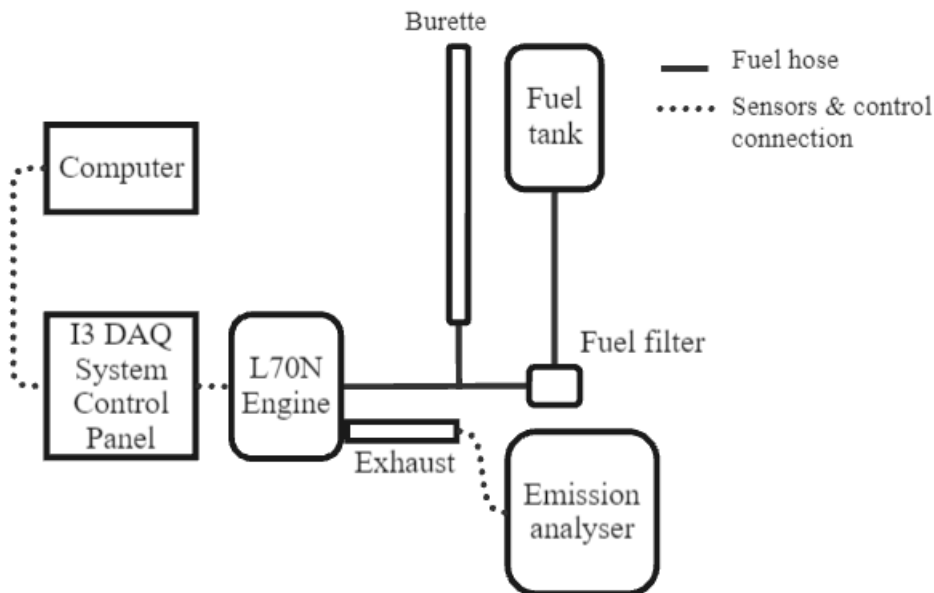 Burette
Fuel
tank
Fuel hose
Sensors & control
connection
Computer
I3 DAQ
System
Control
Panel
L70N
Engine
Fuel filter
Exhaust
Emission
analyser